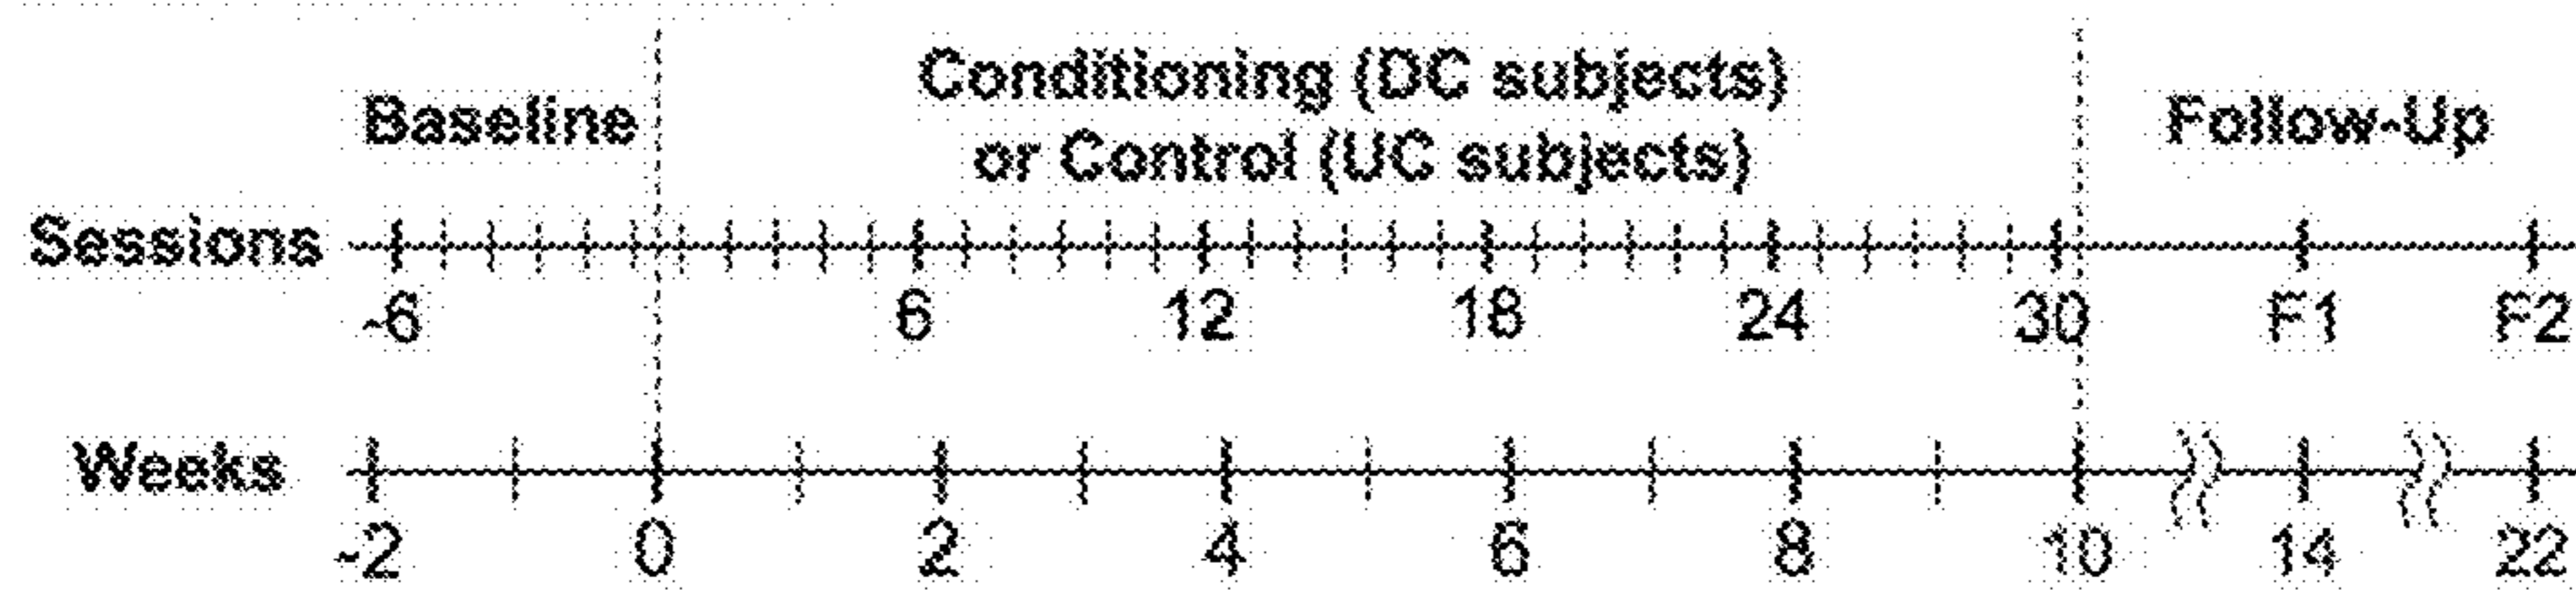 Baseline
Conditioning (DC subjects)
or Control (UC subjects)
Follow-Up
Sessions
-6 6 12 18 24 30 F1 F2
Weeks
-2 0 2 4 6 8 10 14 22